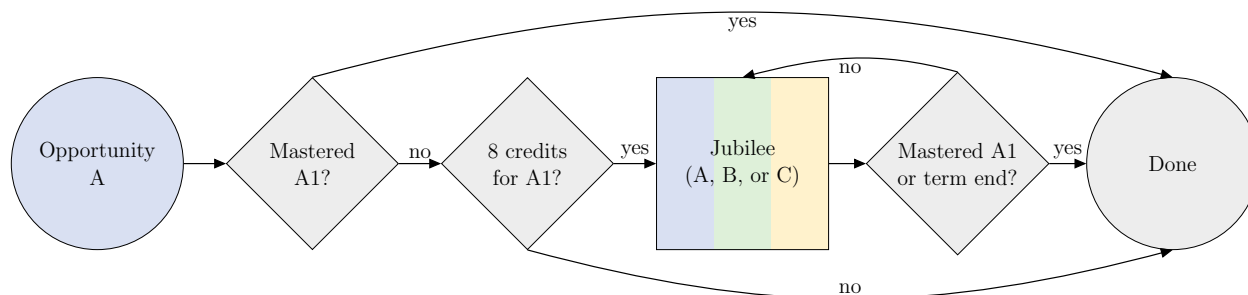 yes
no
Opportunity
A
Mastered
A1?
no
8 credits
for A1?
yes
Jubilee
(A, B, or C)
Mastered A1
or term end?
yes
Done
no